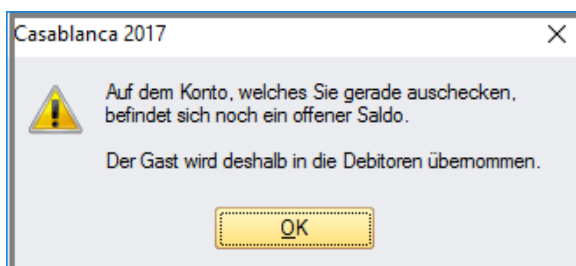 Casablanca 2017
Auf dem Konto, welches Sie gerade auschecken,
befindet sich noch ein offener Saldo.
Der Gast wird deshalb in die Debitoren übernommen.
OK